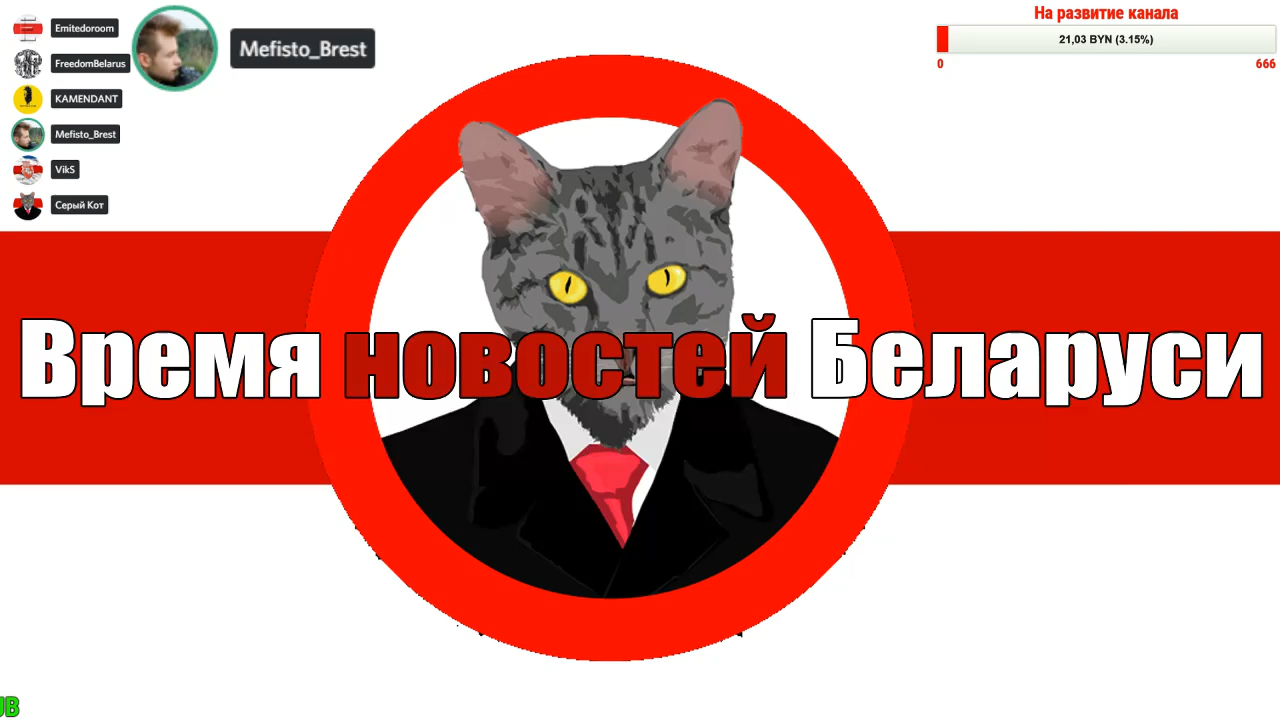 Emitedoroom
FreedomBelarus
KAMENDANT
Mefisto_Brest
VikS
Серый Кот
Mefisto_Brest
На развитие канала
21,03 BYN (3.15%)
0 666
Время новостей Беларуси